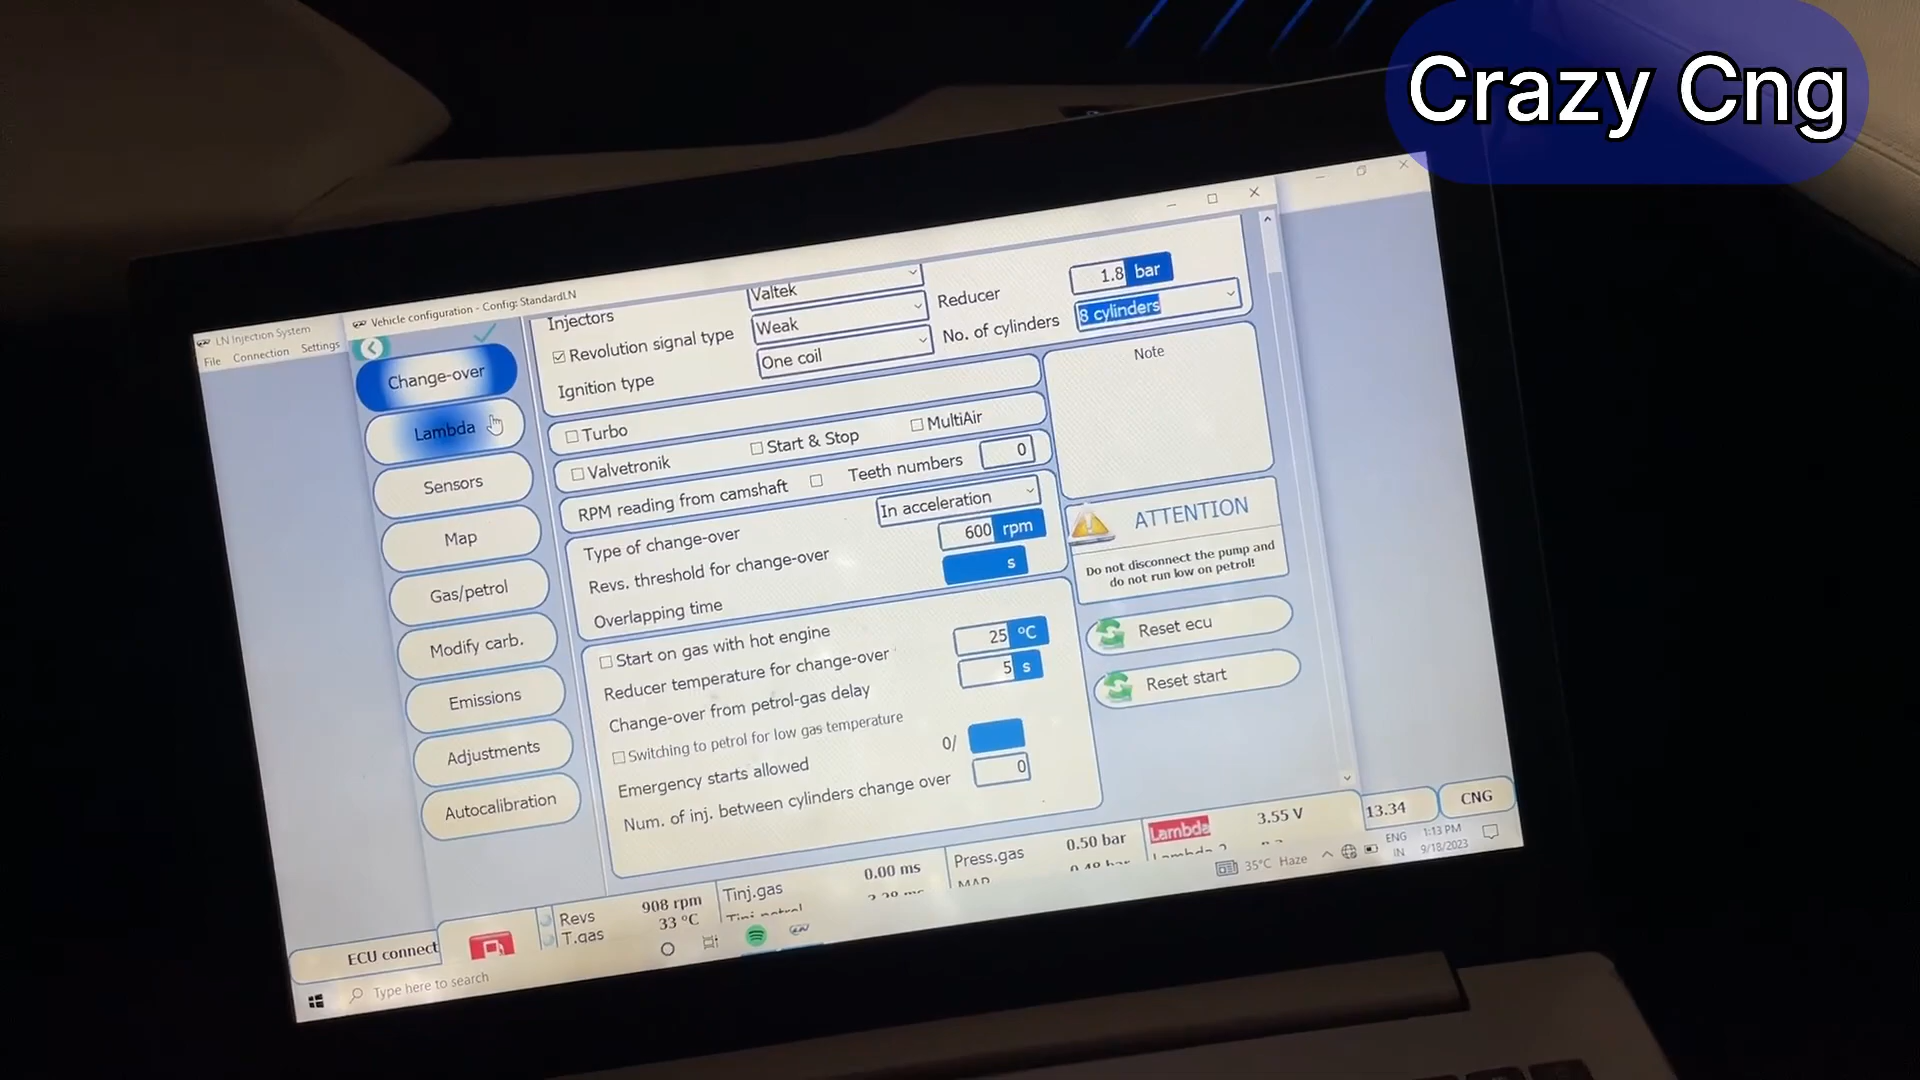 Crazy Cng
LN Injection System
File Connection Settings
Vehicle configuration - Config: StandardLN
Change-over
Lambda
Sensors
Map
Gas/petrol
Modify carb.
Emissions
Adjustments
Autocalibration
Injectors
Valtek
Revolution signal type
Weak
Ignition type
One coil
Reducer
1.8 bar
No. of cylinders
8 cylinders
Turbo
Valvetronik
Start & Stop
MultiAir
RPM reading from camshaft
Teeth numbers
0
Type of change-over
In acceleration
Revs. threshold for change-over
600 rpm
Overlapping time
s
Start on gas with hot engine
Reducer temperature for change-over
25 °C
Change-over from petrol-gas delay
5 s
Switching to petrol for low gas temperature
Emergency starts allowed
0/
Num. of inj. between cylinders change over
0
Note
ATTENTION
Do not disconnect the pump and
do not run low on petrol!
Reset ecu
Reset start
ECU connect
Revs
908 rpm
T.gas
33 °C
Tinj.gas
0.00 ms
Press.gas
0.50 bar
MAP
Lambda
3.55 V
13.34
CNG
Type here to search
35°C Haze
ENG
IN
1:13 PM
9/18/2023